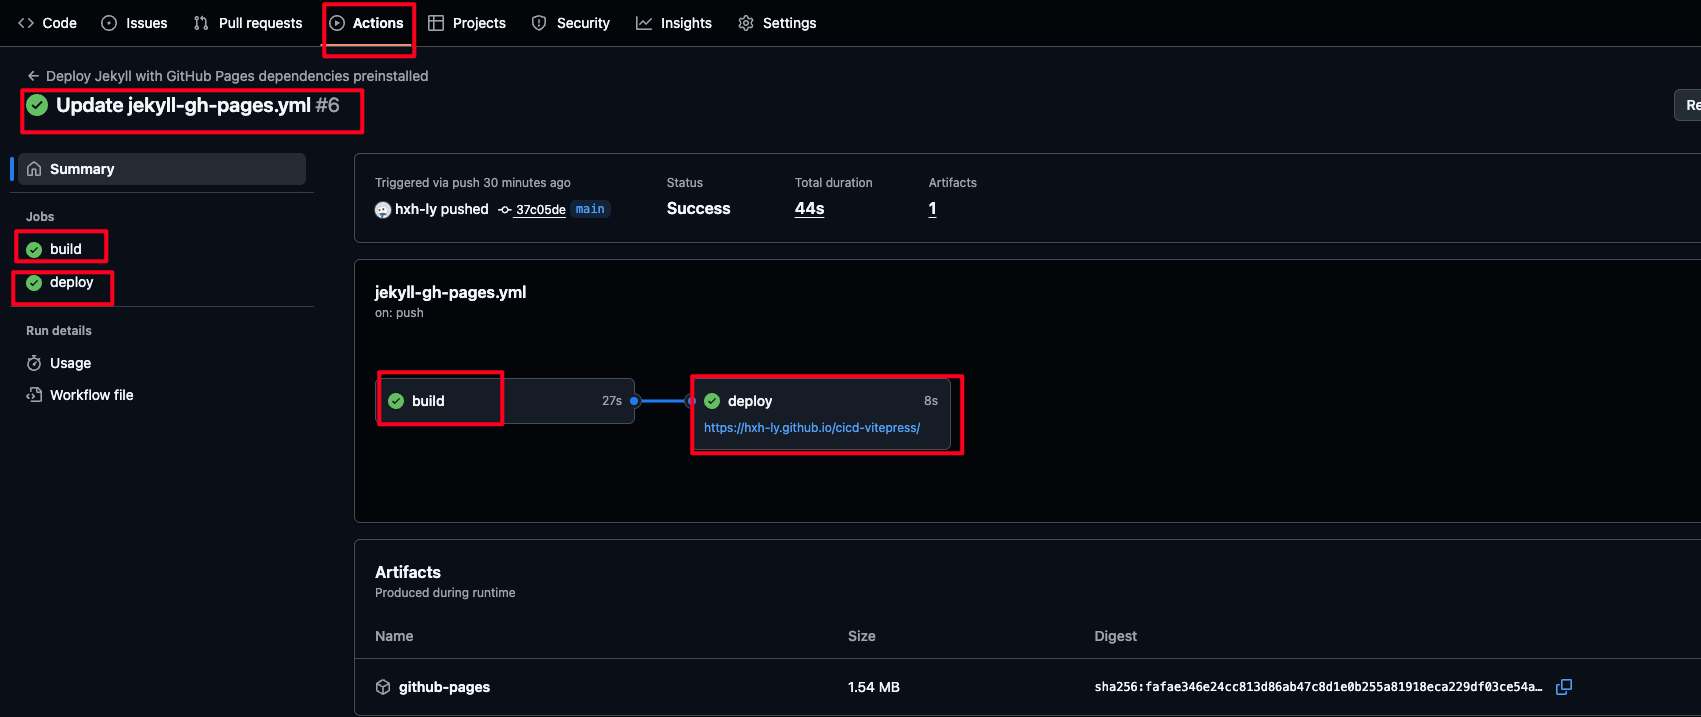 Code Issues Pull requests Actions Projects Security Insights Settings
Deploy Jekyll with GitHub Pages dependencies preinstalled
Update jekyll-gh-pages.yml #6
Re
Summary
Jobs
build
deploy
Run details
Usage
Workflow file
Triggered via push 30 minutes ago
hxh-ly pushed 37c05de main
Status
Success
Total duration
44s
Artifacts
1
jekyll-gh-pages.yml
on: push
build 27s
deploy 8s
https://hxh-ly.github.io/cicd-vitepress/
Artifacts
Produced during runtime
Name Size Digest
github-pages 1.54 MB sha256:fafae346e24cc813d86ab47c8d1e0b255a81918eca229df03ce54a…